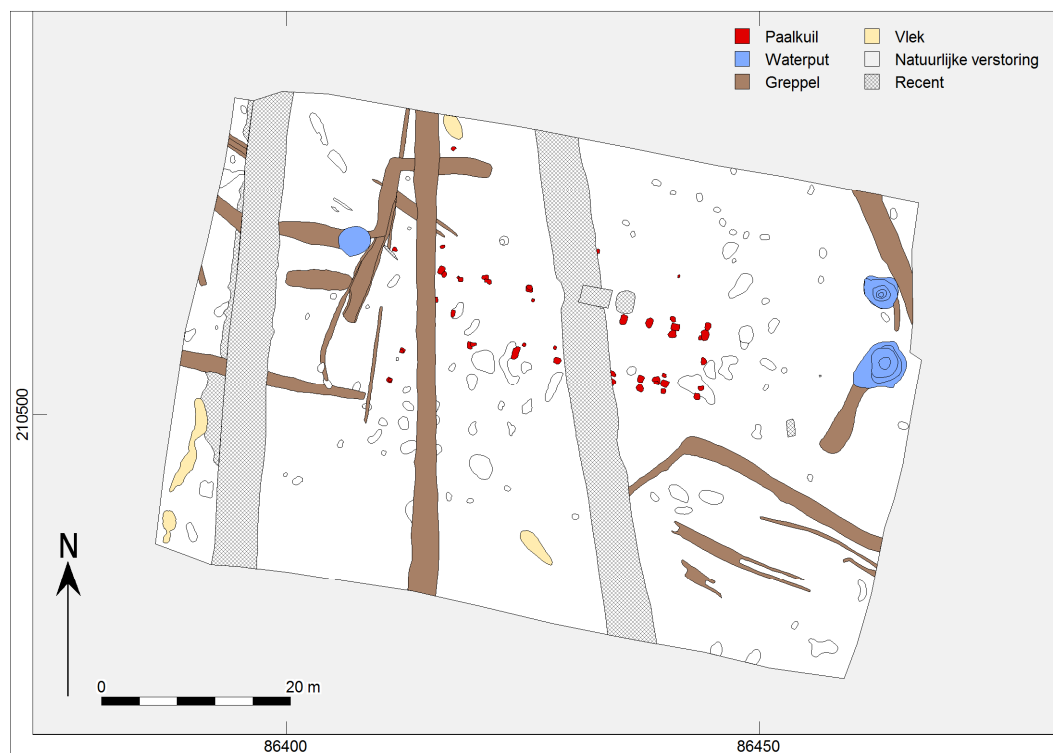 Paalkuil
Vlek
Waterput
Natuurlijke verstoring
Greppel
Recent
210500
N
0
20 m
86400
86450